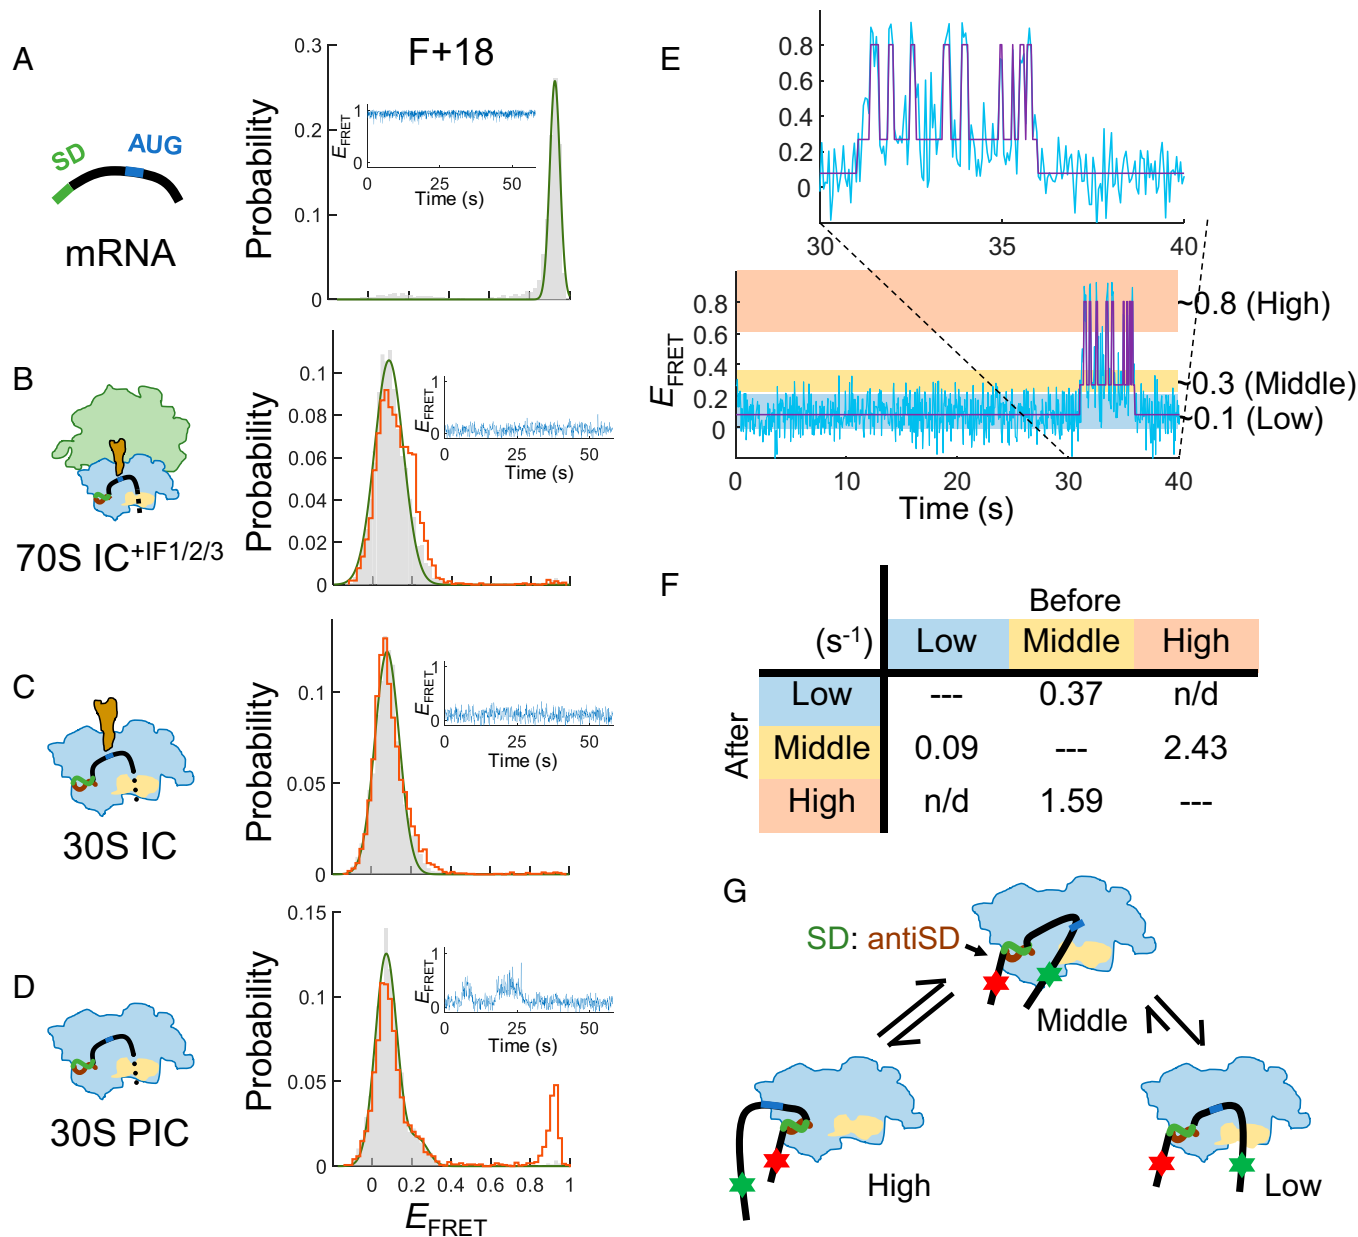 A
F+18
SD
AUG
mRNA
Probability
0.3
0.2
0.1
0
E_FRET
1
0
0
25
50
Time (s)
B
70S IC+IF1/2/3
Probability
0.1
0.08
0.06
0.04
0.02
0
E_FRET
1
0
0
25
50
Time (s)
C
30S IC
Probability
0.1
0.05
0
E_FRET
1
0
0
25
50
Time (s)
D
30S PIC
Probability
0.15
0.1
0.05
0
E_FRET
1
0
0
25
50
Time (s)
0
0.2
0.4
0.6
0.8
1
E_FRET
E
0.8
0.6
0.4
0.2
0
30
35
40
E_FRET
0.8
0.6
0.4
0.2
0
~0.8 (High)
~0.3 (Middle)
~0.1 (Low)
0
10
20
30
40
Time (s)
F
Before
(s-1) Low Middle High
After
Low --- 0.37 n/d
Middle 0.09 --- 2.43
High n/d 1.59 ---
G
SD: antiSD
Middle
High
Low